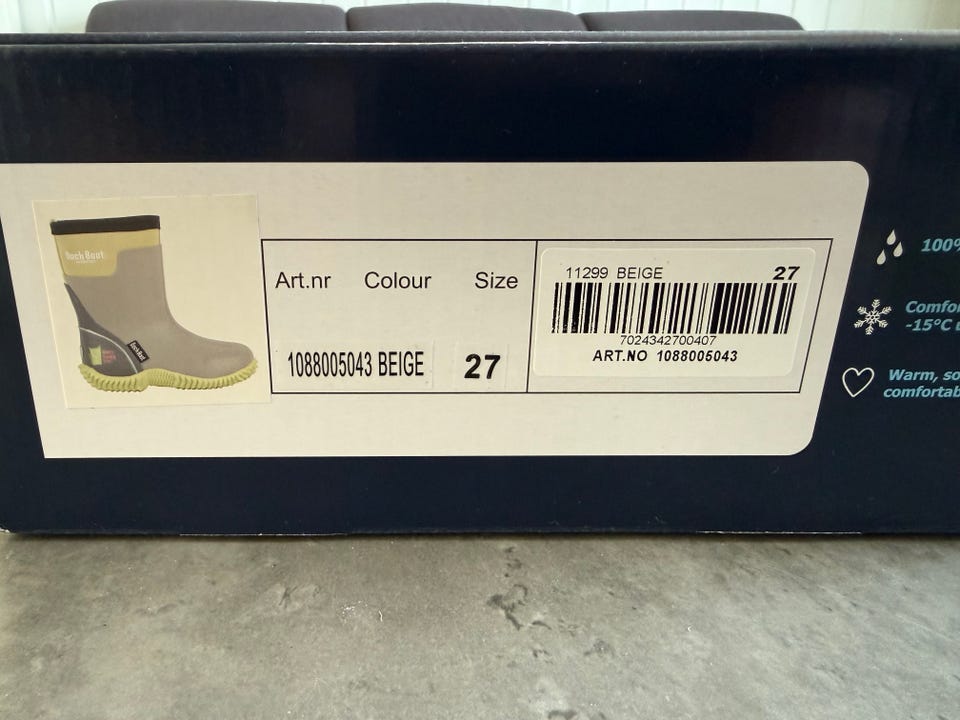 Art.nr Colour Size
1088005043 BEIGE 27
11299 BEIGE 27
7024342700407
ART.NO 1088005043
100%
Comfor
-15°C
Warm, so
comfortab